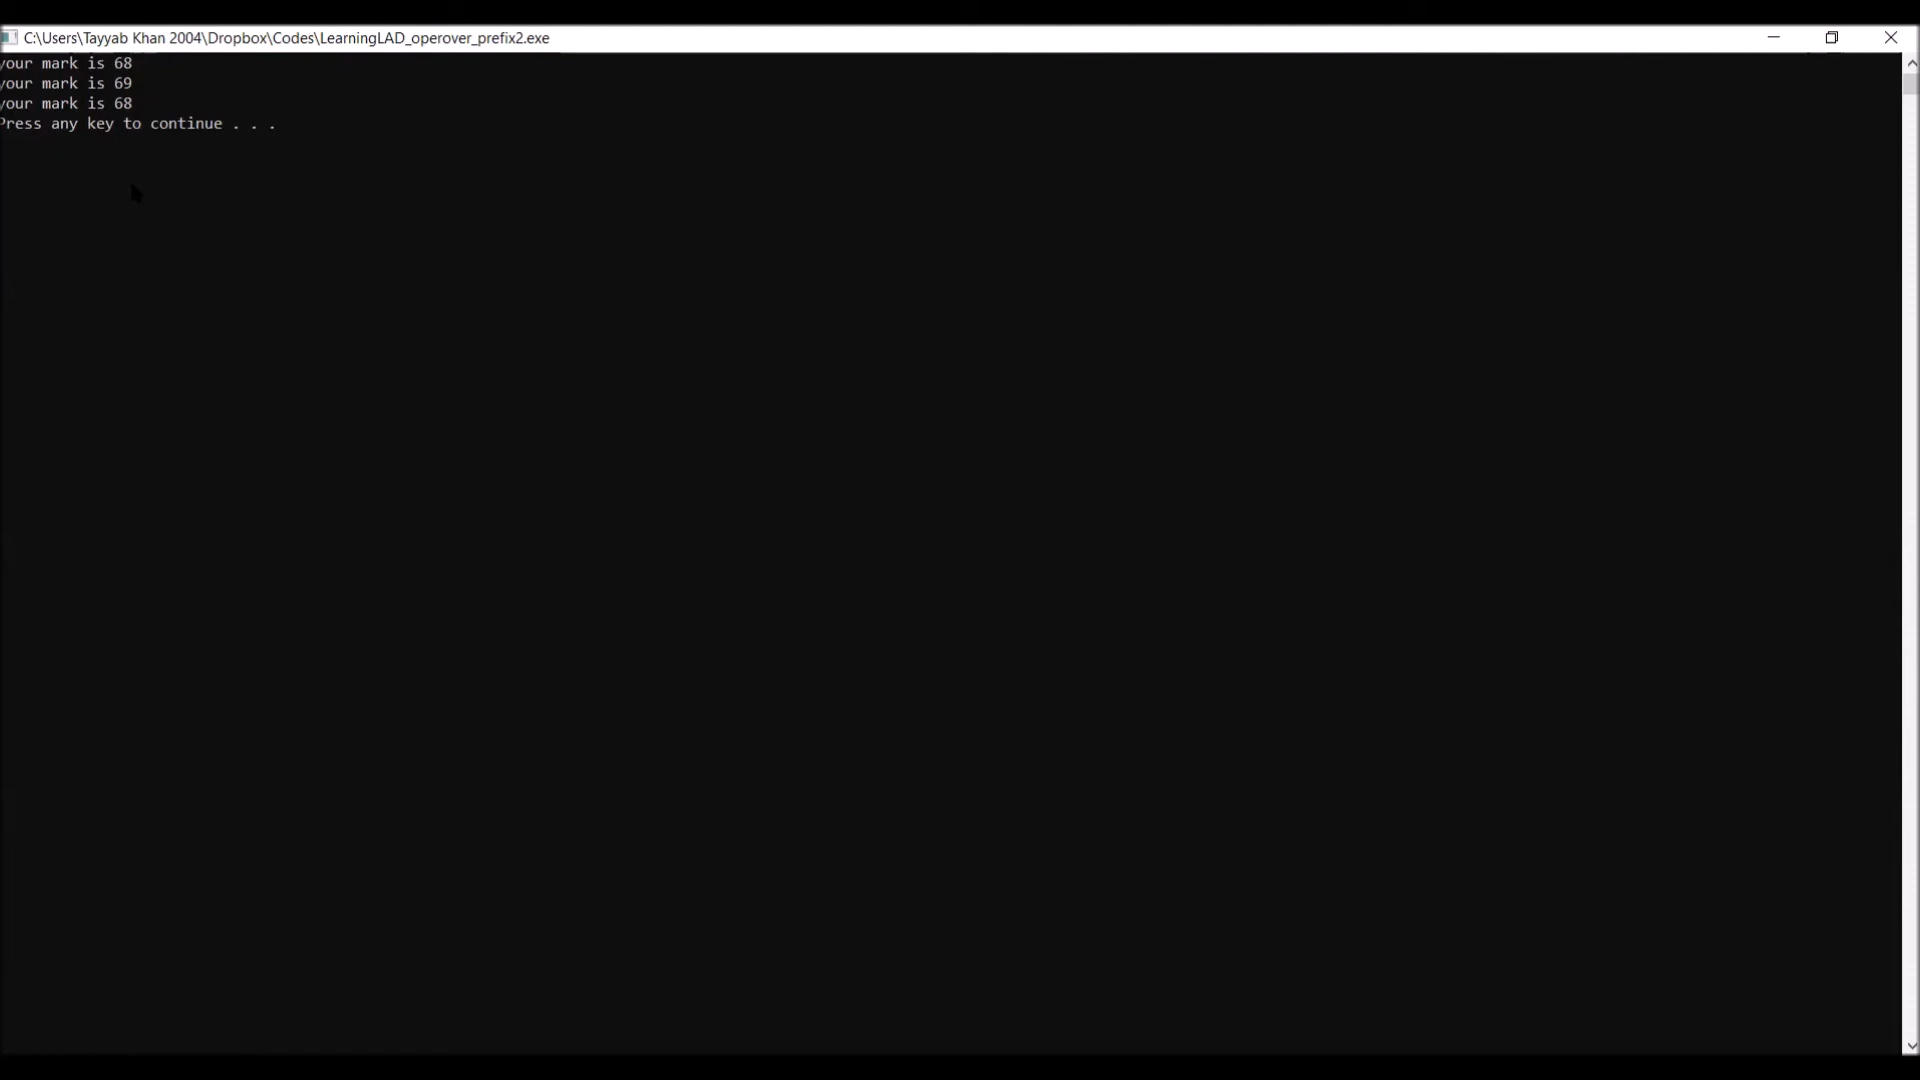 C:\Users\Tayyab Khan 2004\Dropbox\Codes\LearningLAD_operover_prefix2.exe
your mark is 68
your mark is 69
your mark is 68
Press any key to continue . . .